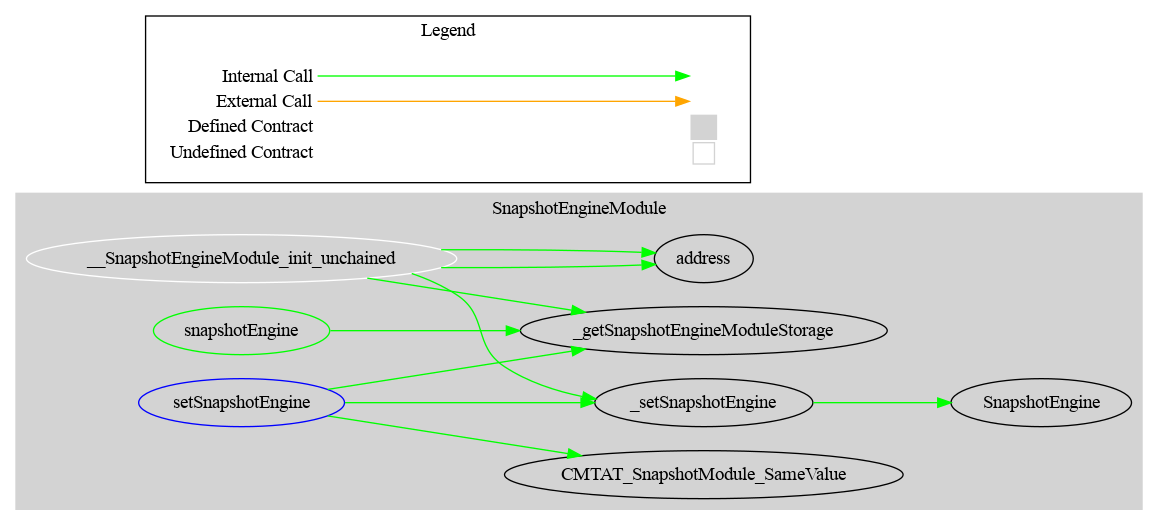 Legend
Internal Call
External Call
Defined Contract
Undefined Contract
SnapshotEngineModule
__SnapshotEngineModule_init_unchained
address
snapshotEngine
_getSnapshotEngineModuleStorage
setSnapshotEngine
_setSnapshotEngine
SnapshotEngine
CMTAT_SnapshotModule_SameValue